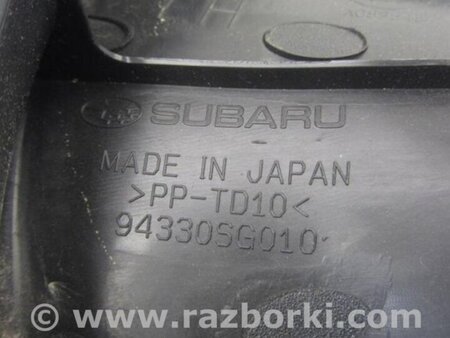 SUBARU
MADE IN JAPAN
>PP-TD10<
94330SG010
© www.razborki.com